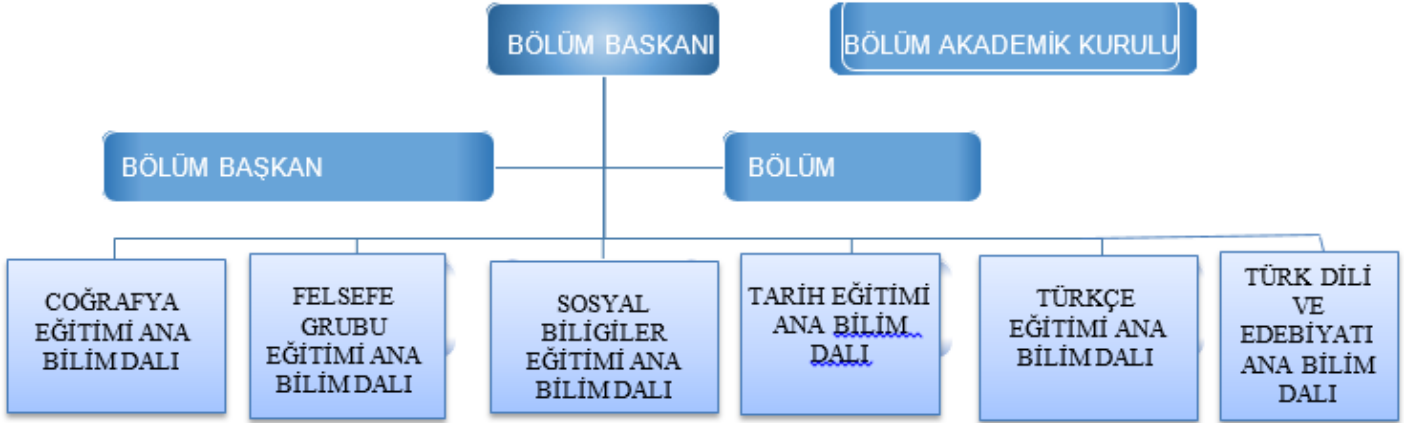 BÖLÜM BASKANI
BÖLÜM AKADEMİK KURULU
BÖLÜM BAŞKAN
BÖLÜM
COĞRAFYA
EĞİTİMİ ANA
BİLİM DALI
FELSEFE
GRUBU
EĞİTİMİ ANA
BİLİM DALI
SOSYAL
BİLİGİLER
EĞİTİMİ ANA
BİLİM DALI
TARİH EĞİTİMİ
ANA BİLİM
DALI
TÜRKÇE
EĞİTİMİ ANA
BİLİM DALI
TÜRK DİLİ
VE
EDEBİYATI
ANA BİLİM
DALI